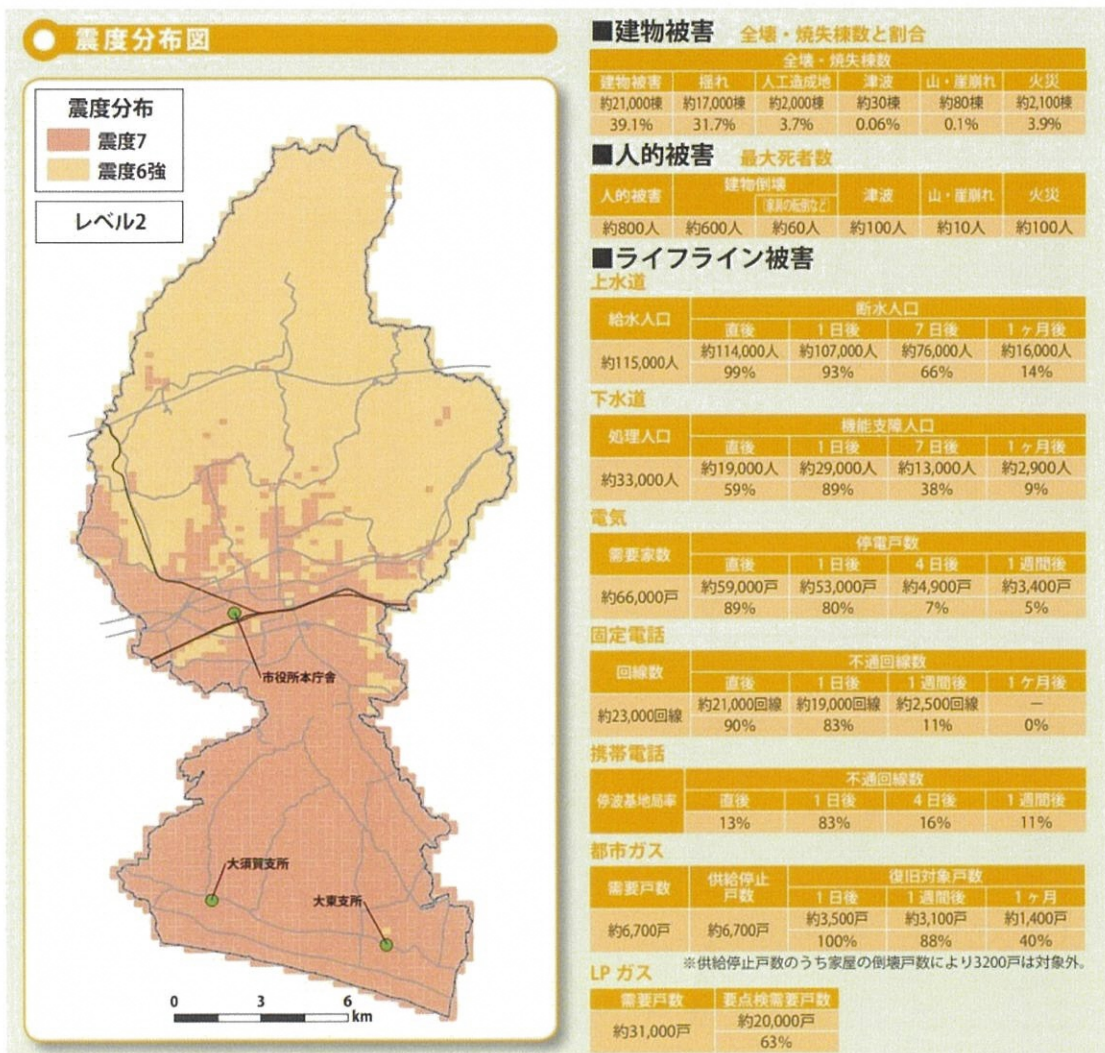 震度分布図
震度分布
震度7
震度6強
レベル2
市役所本庁舎
大須賀支所
大東支所
0 3 6
km
■建物被害 全壊・焼失棟数と割合
全壊・焼失棟数
建物被害 揺れ 人工造成地 津波 山・崖崩れ 火災
約21,000棟 約17,000棟 約2,000棟 約30棟 約80棟 約2,100棟
39.1% 31.7% 3.7% 0.06% 0.1% 3.9%
■人的被害 最大死者数
人的被害 建物倒壊 津波 山・崖崩れ 火災
(家具の転倒など)
約800人 約600人 約60人 約100人 約10人 約100人
■ライフライン被害
上水道
給水人口 断水人口
直後 1日後 7日後 1ヶ月後
約115,000人 約114,000人 約107,000人 約76,000人 約16,000人
99% 93% 66% 14%
下水道
処理人口 機能支障人口
直後 1日後 7日後 1ヶ月後
約33,000人 約19,000人 約29,000人 約13,000人 約2,900人
59% 89% 38% 9%
電気
需要家数 停電戸数
直後 1日後 4日後 1週間後
約66,000戸 約59,000戸 約53,000戸 約4,900戸 約3,400戸
89% 80% 7% 5%
固定電話
回線数 不通回線数
直後 1日後 1週間後 1ヶ月後
約23,000回線 約21,000回線 約19,000回線 約2,500回線 －
90% 83% 11% 0%
携帯電話
停波基地局率 不通回線数
直後 1日後 4日後 1週間後
13% 83% 16% 11%
都市ガス
需要戸数 供給停止戸数 復旧対象戸数
1日後 1週間後 1ヶ月
約6,700戸 約6,700戸 約3,500戸 約3,100戸 約1,400戸
100% 88% 40%
※供給停止戸数のうち家屋の倒壊戸数により3200戸は対象外。
LPガス
需要戸数 要点検需要戸数
約31,000戸 約20,000戸
63%